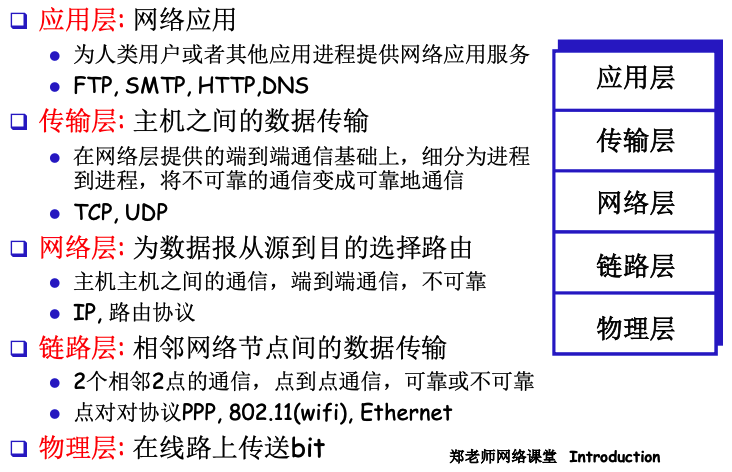 应用层: 网络应用
为人类用户或者其他应用进程提供网络应用服务
FTP, SMTP, HTTP,DNS
传输层: 主机之间的数据传输
在网络层提供的端到端通信基础上，细分为进程
到进程，将不可靠的通信变成可靠地通信
TCP, UDP
网络层: 为数据报从源到目的选择路由
主机主机之间的通信，端到端通信，不可靠
IP, 路由协议
链路层: 相邻网络节点间的数据传输
2个相邻2点的通信，点到点通信，可靠或不可靠
点对对协议PPP, 802.11(wifi), Ethernet
物理层: 在线路上传送bit
应用层
传输层
网络层
链路层
物理层
郑老师网络课堂 Introduction